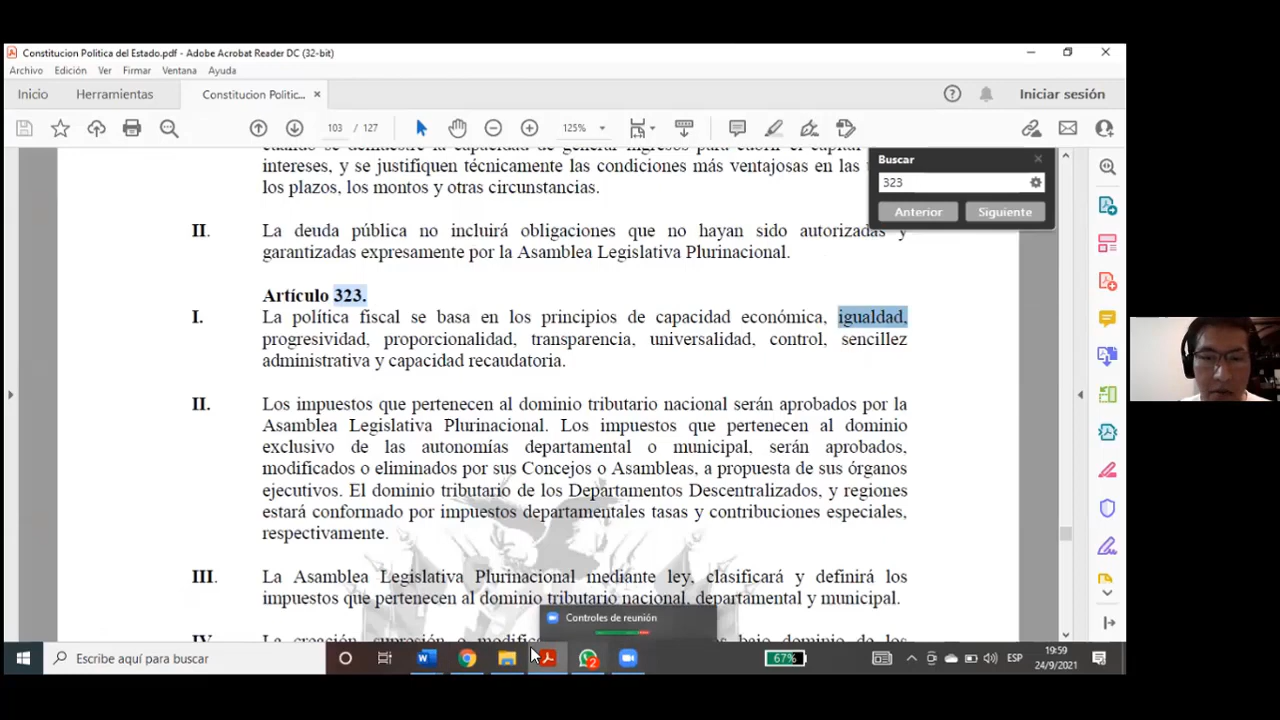 Constitucion Politica del Estado.pdf - Adobe Acrobat Reader DC (32-bit)
Archivo Edición Ver Firmar Ventana Ayuda
Inicio Herramientas Constitucion Politic... × ? Iniciar sesión
103 / 127 125%
Buscar
323
Anterior Siguiente
intereses, y se justifiquen técnicamente las condiciones más ventajosas en las
los plazos, los montos y otras circunstancias.
II. La deuda pública no incluirá obligaciones que no hayan sido autorizadas y
garantizadas expresamente por la Asamblea Legislativa Plurinacional.
Artículo 323.
I. La política fiscal se basa en los principios de capacidad económica, igualdad,
progresividad, proporcionalidad, transparencia, universalidad, control, sencillez
administrativa y capacidad recaudatoria.
II. Los impuestos que pertenecen al dominio tributario nacional serán aprobados por la
Asamblea Legislativa Plurinacional. Los impuestos que pertenecen al dominio
exclusivo de las autonomías departamental o municipal, serán aprobados,
modificados o eliminados por sus Concejos o Asambleas, a propuesta de sus órganos
ejecutivos. El dominio tributario de los Departamentos Descentralizados, y regiones
estará conformado por impuestos departamentales tasas y contribuciones especiales,
respectivamente.
III. La Asamblea Legislativa Plurinacional mediante ley, clasificará y definirá los
impuestos que pertenecen al dominio tributario nacional, departamental y municipal.
Controles de reunión
Escribe aquí para buscar
2
67%
ESP
19:59
24/9/2021